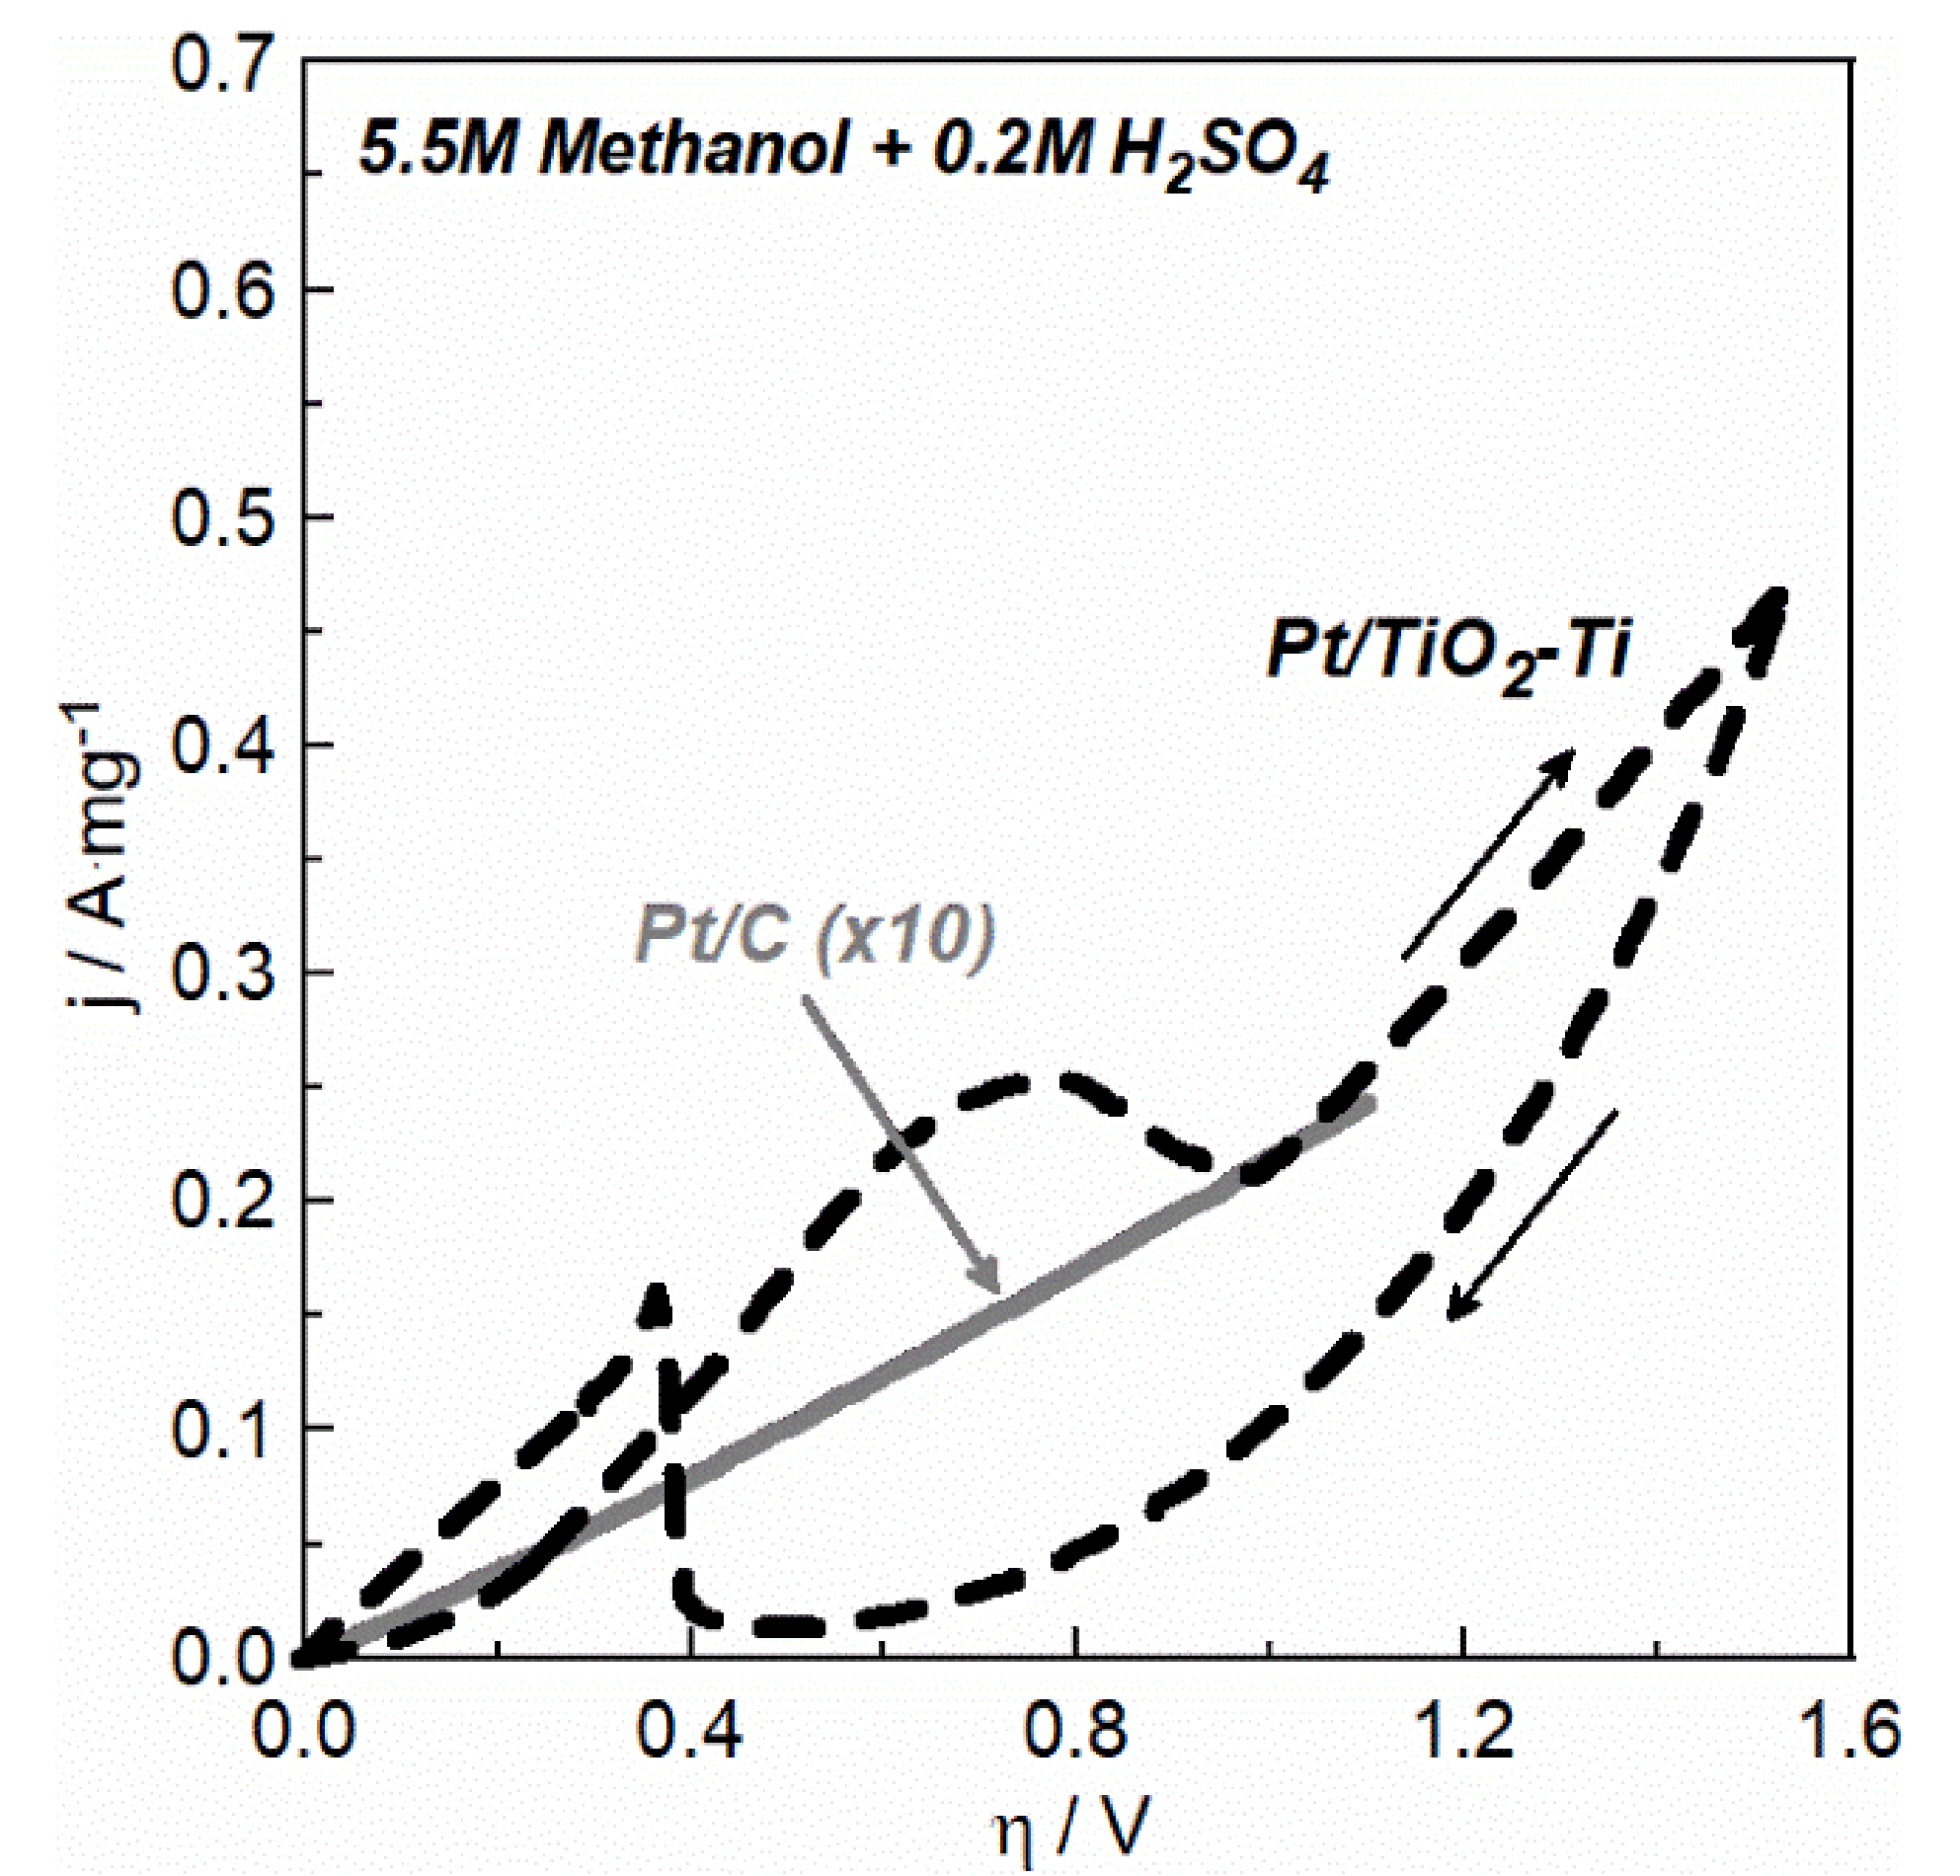 0.7
5.5M Methanol + 0.2M H₂SO₄
0.6
0.5
Pt/TiO₂-Ti
0.4
j / A·mg⁻¹
Pt/C (x10)
0.3
0.2
0.1
0.0
0.0 0.4 0.8 1.2 1.6
η / V